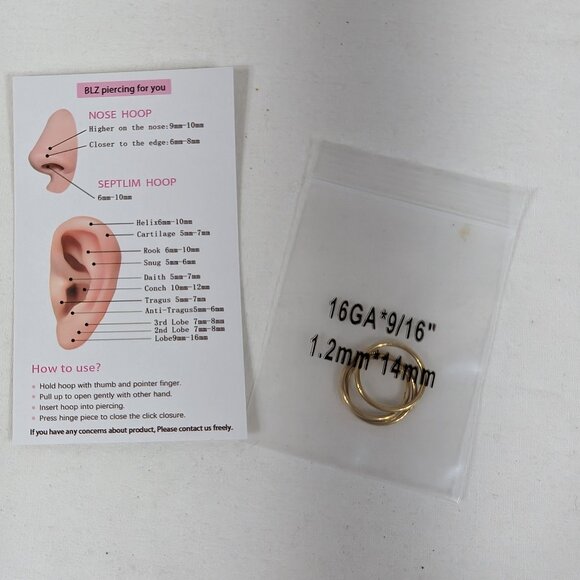 BLZ piercing for you
NOSE HOOP
Higher on the nose:9mm-10mm
Closer to the edge:6mm-8mm
SEPTLIM HOOP
6mm-10mm
Helix6mm-10mm
Cartilage 5mm-7mm
Rook 6mm-10mm
Snug 5mm-6mm
Daith 5mm-7mm
Conch 10mm-12mm
Tragus 5mm-7mm
Anti-Tragus5mm-6mm
3rd Lobe 7mm-8mm
2nd Lobe 7mm-8mm
Lobe9mm-16mm
How to use?
• Hold hoop with thumb and pointer finger.
• Pull up to open gently with other hand.
• Insert hoop into piercing.
• Press hinge piece to close the click closure.
If you have any concerns about product, Please contact us freely.
16GA*9/16"
1.2mm*14mm